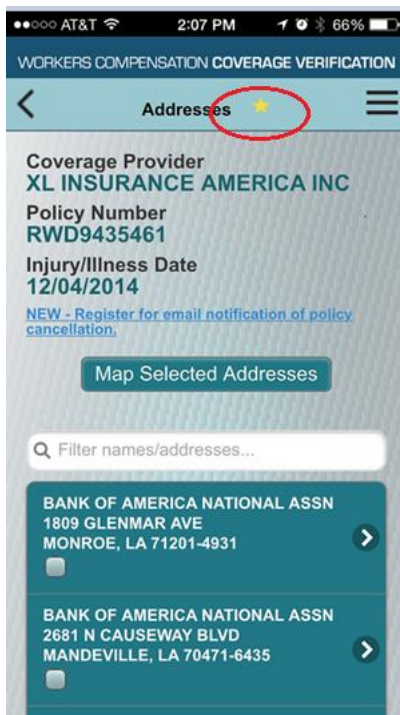 AT&T 2:07 PM 66%
WORKERS COMPENSATION COVERAGE VERIFICATION
Addresses
Coverage Provider
XL INSURANCE AMERICA INC
Policy Number
RWD9435461
Injury/Illness Date
12/04/2014
NEW - Register for email notification of policy
cancellation.
Map Selected Addresses
Filter names/addresses...
BANK OF AMERICA NATIONAL ASSN
1809 GLENMAR AVE
MONROE, LA 71201-4931
BANK OF AMERICA NATIONAL ASSN
2681 N CAUSEWAY BLVD
MANDEVILLE, LA 70471-6435